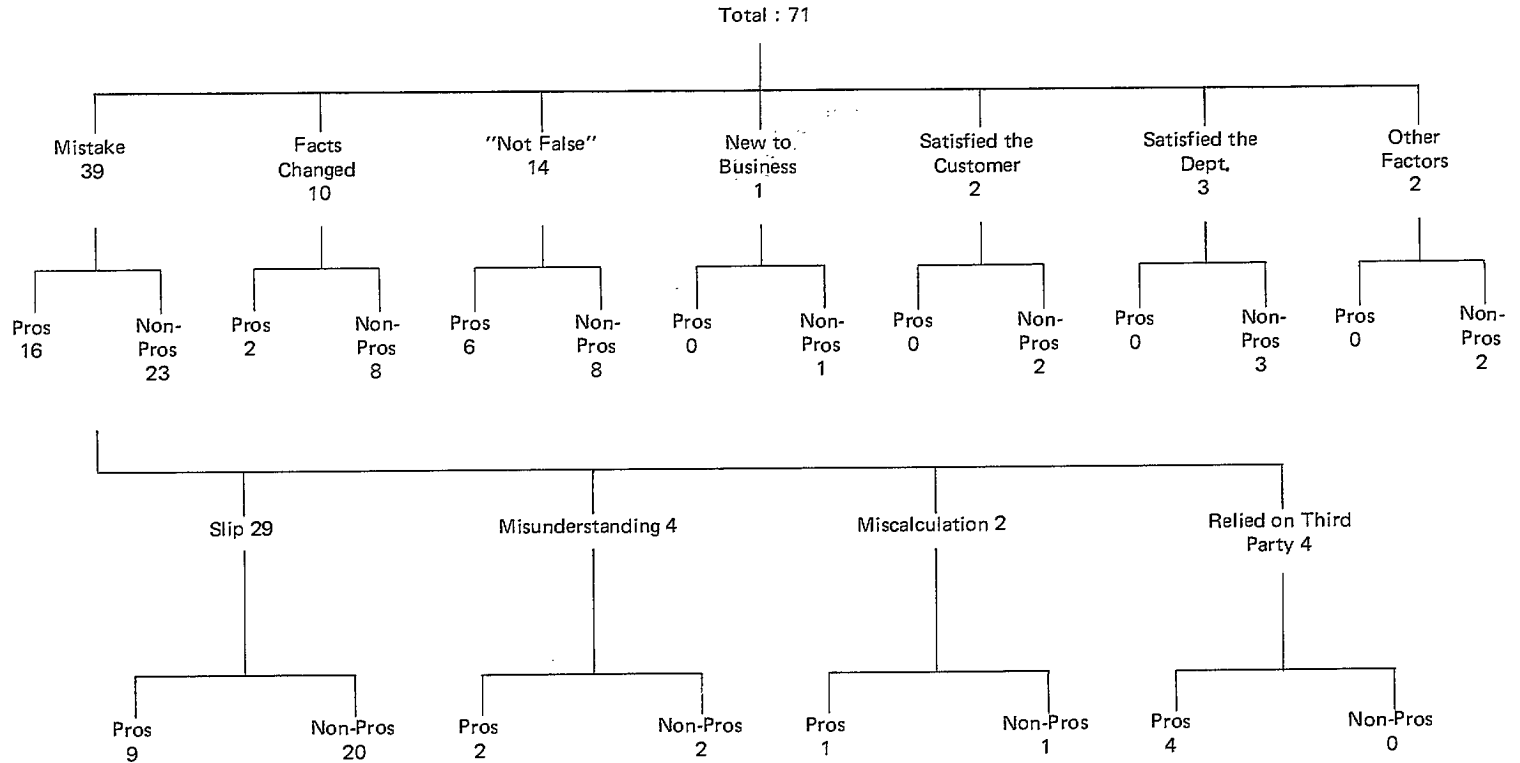 Total : 71
Mistake
39
Facts
Changed
10
"Not False"
14
New to
Business
1
Satisfied the
Customer
2
Satisfied the
Dept.
3
Other
Factors
2
Pros
16
Non-
Pros
23
Pros
2
Non-
Pros
8
Pros
6
Non-
Pros
8
Pros
0
Non-
Pros
1
Pros
0
Non-
Pros
2
Pros
0
Non-
Pros
3
Pros
0
Non-
Pros
2
Slip 29
Misunderstanding 4
Miscalculation 2
Relied on Third
Party 4
Pros
9
Non-Pros
20
Pros
2
Non-Pros
2
Pros
1
Non-Pros
1
Pros
4
Non-Pros
0